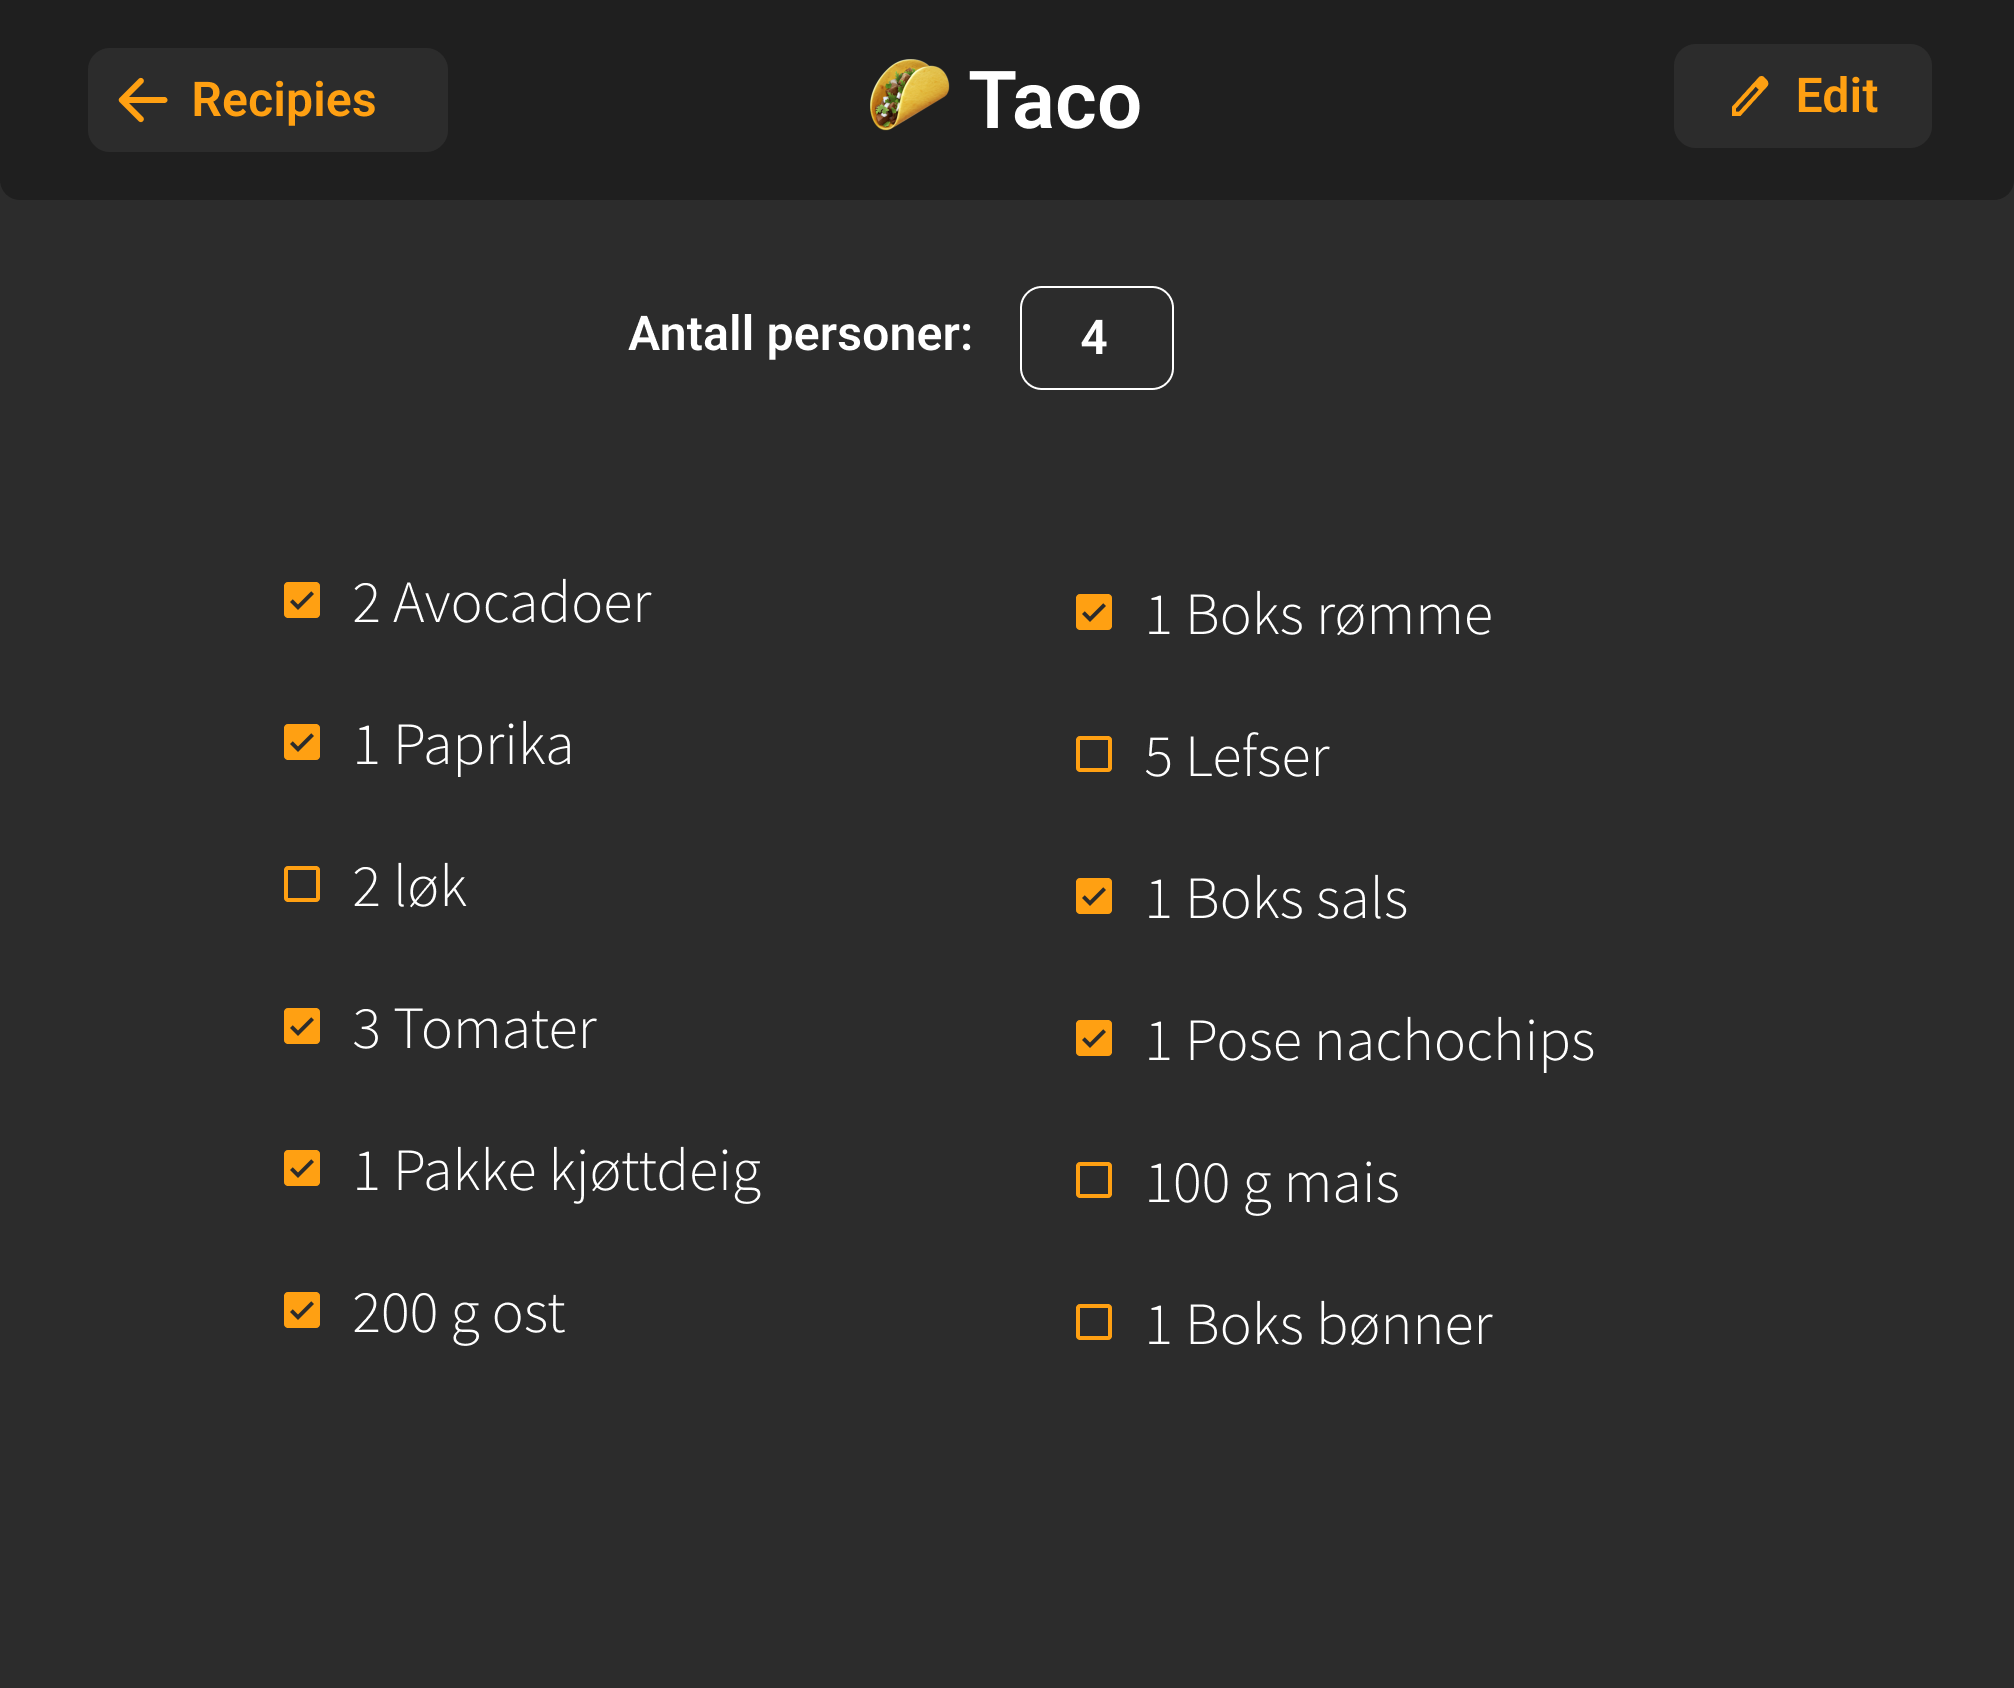 Recipies
Taco
Edit
Antall personer:
4
2 Avocadoer
1 Paprika
2 løk
3 Tomater
1 Pakke kjøttdeig
200 g ost
1 Boks rømme
5 Lefser
1 Boks sals
1 Pose nachochips
100 g mais
1 Boks bønner